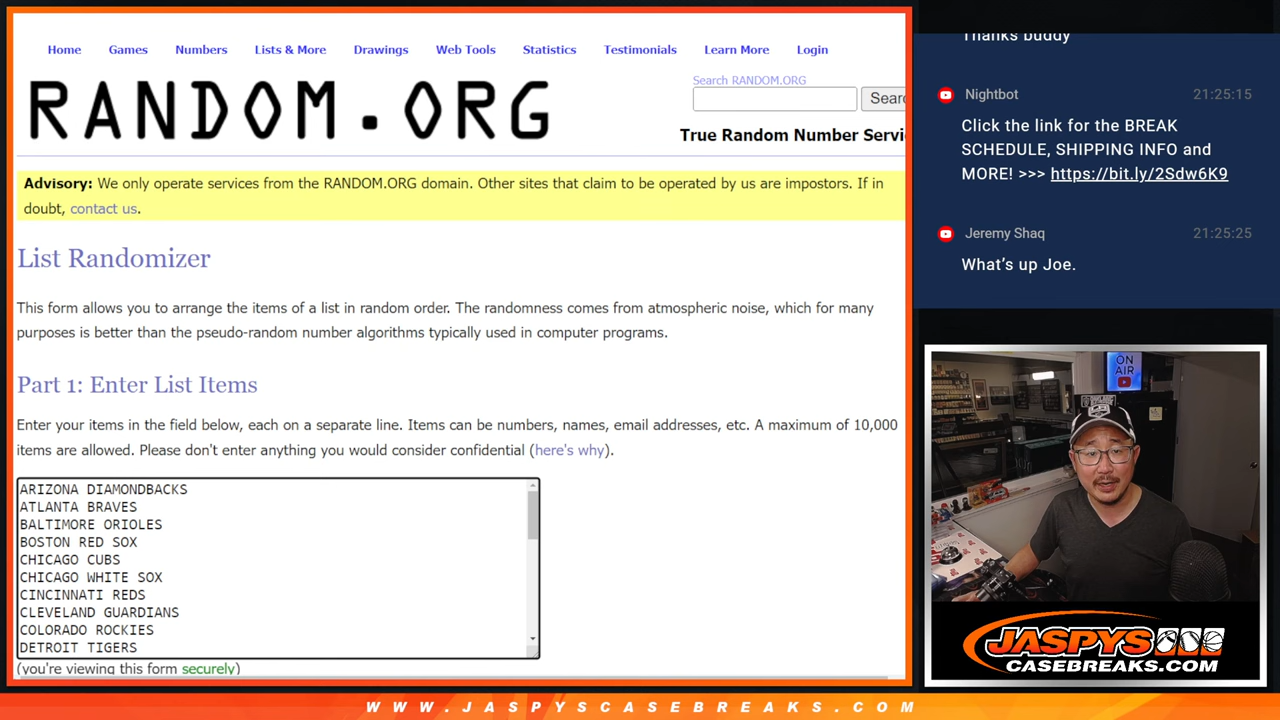 Home Games Numbers Lists & More Drawings Web Tools Statistics Testimonials Learn More Login
RANDOM.ORG
Search RANDOM.ORG
Sear
True Random Number Servi
Advisory: We only operate services from the RANDOM.ORG domain. Other sites that claim to be operated by us are impostors. If in
doubt, contact us.
List Randomizer
This form allows you to arrange the items of a list in random order. The randomness comes from atmospheric noise, which for many
purposes is better than the pseudo-random number algorithms typically used in computer programs.
Part 1: Enter List Items
Enter your items in the field below, each on a separate line. Items can be numbers, names, email addresses, etc. A maximum of 10,000
items are allowed. Please don't enter anything you would consider confidential (here's why).
ARIZONA DIAMONDBACKS
ATLANTA BRAVES
BALTIMORE ORIOLES
BOSTON RED SOX
CHICAGO CUBS
CHICAGO WHITE SOX
CINCINNATI REDS
CLEVELAND GUARDIANS
COLORADO ROCKIES
DETROIT TIGERS
(you're viewing this form securely)
Thanks buddy
Nightbot 21:25:15
Click the link for the BREAK
SCHEDULE, SHIPPING INFO and
MORE! >>> https://bit.ly/2Sdw6K9
Jeremy Shaq 21:25:25
What's up Joe.
ON
AIR
JASPYS
CASEBREAKS.COM
WWW.JASPYSCASEBREAKS.COM